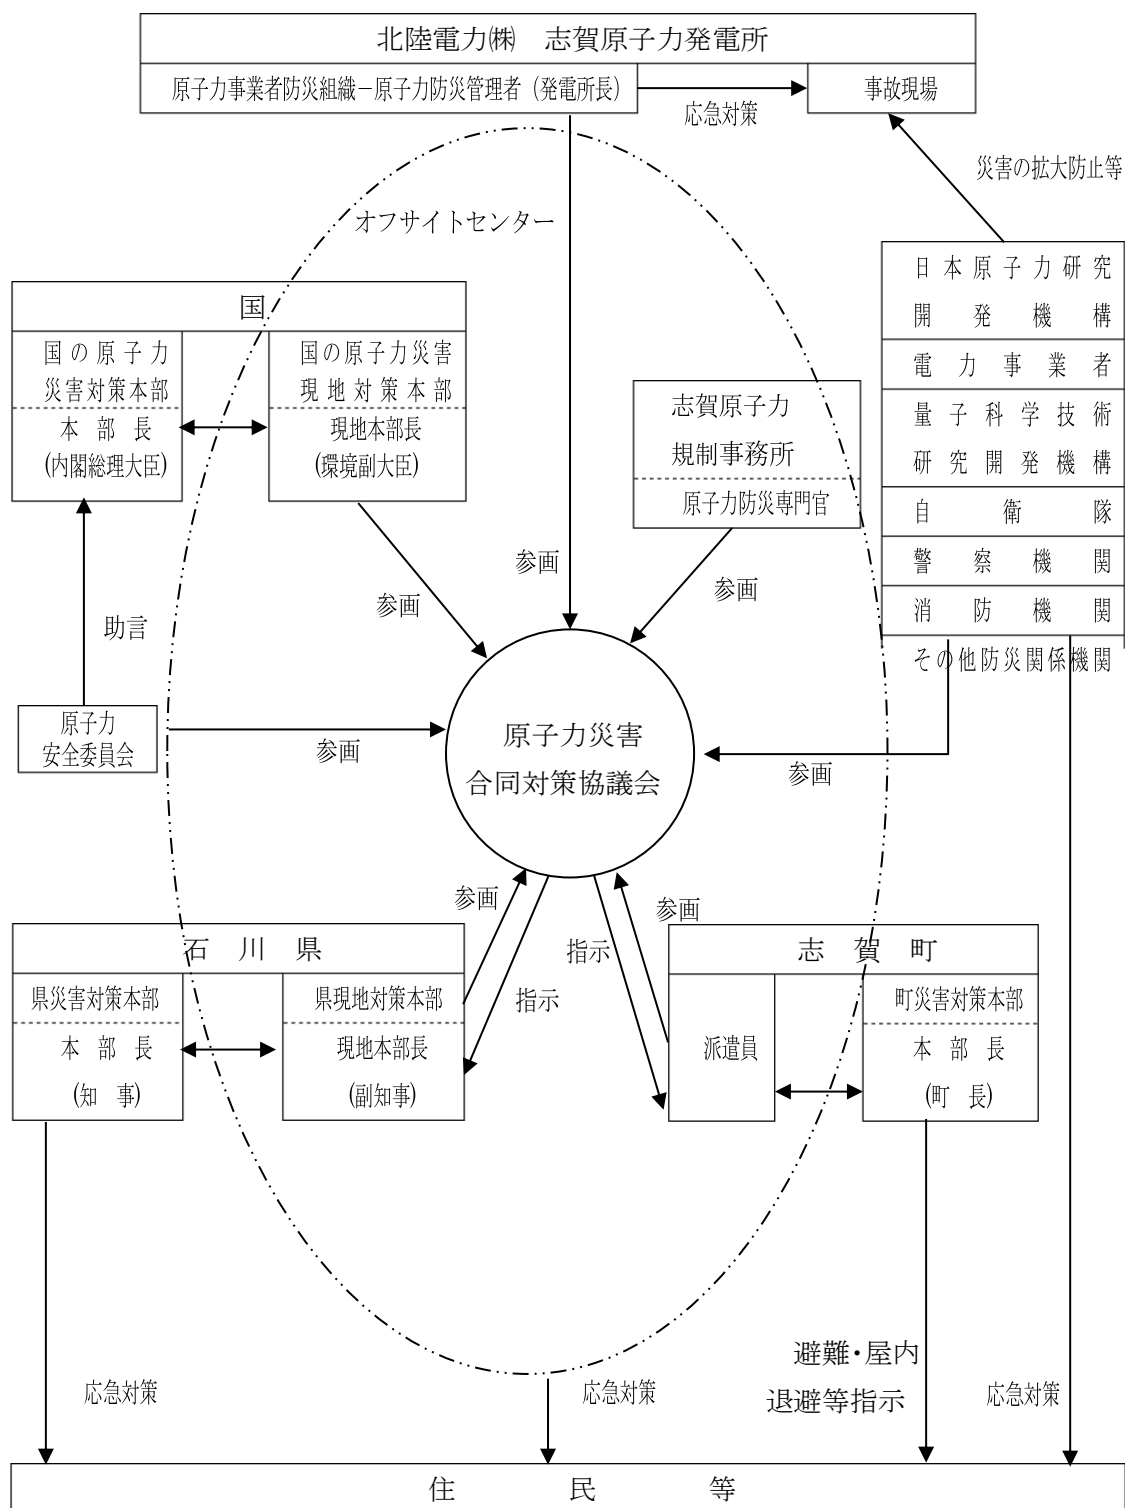 北陸電力㈱　志賀原子力発電所
原子力事業者防災組織－原子力防災管理者（発電所長）
事故現場
応急対策
災害の拡大防止等
オフサイトセンター
日本原子力研究
開発機構
電力事業者
量子科学技術
研究開発機構
自衛隊
警察機関
消防機関
その他防災関係機関
国
国の原子力
災害対策本部
本部長
(内閣総理大臣)
国の原子力災害
現地対策本部
現地本部長
(環境副大臣)
志賀原子力
規制事務所
原子力防災専門官
参画
参画
参画
助言
原子力
安全委員会
参画
原子力災害
合同対策協議会
参画
参画
指示
参画
指示
石川県
県災害対策本部
本部長
(知　事)
県現地対策本部
現地本部長
(副知事)
志賀町
派遣員
町災害対策本部
本部長
(町　長)
避難・屋内
退避等指示
応急対策
応急対策
応急対策
住民等